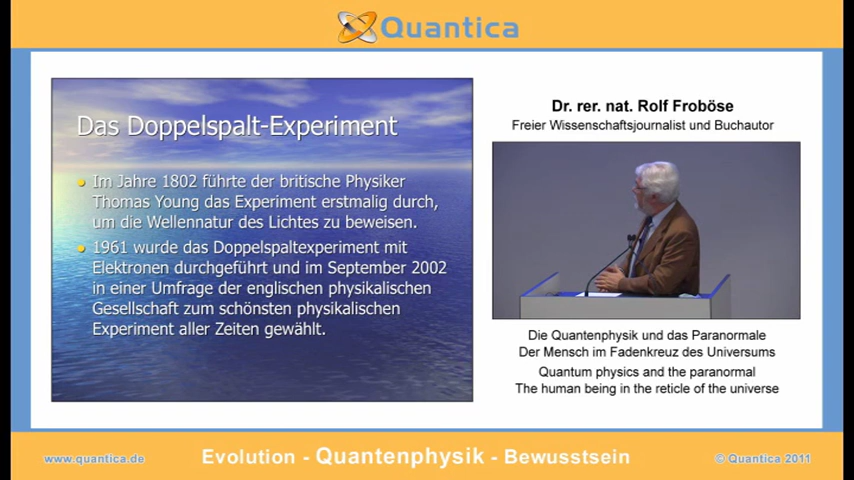 Quantica
Das Doppelspalt-Experiment
Im Jahre 1802 führte der britische Physiker
Thomas Young das Experiment erstmalig durch,
um die Wellennatur des Lichtes zu beweisen.
1961 wurde das Doppelspaltexperiment mit
Elektronen durchgeführt und im September 2002
in einer Umfrage der englischen physikalischen
Gesellschaft zum schönsten physikalischen
Experiment aller Zeiten gewählt.
Dr. rer. nat. Rolf Froböse
Freier Wissenschaftsjournalist und Buchautor
Die Quantenphysik und das Paranormale
Der Mensch im Fadenkreuz des Universums
Quantum physics and the paranormal
The human being in the reticle of the universe
www.quantica.de
Evolution - Quantenphysik - Bewusstsein
© Quantica 2011